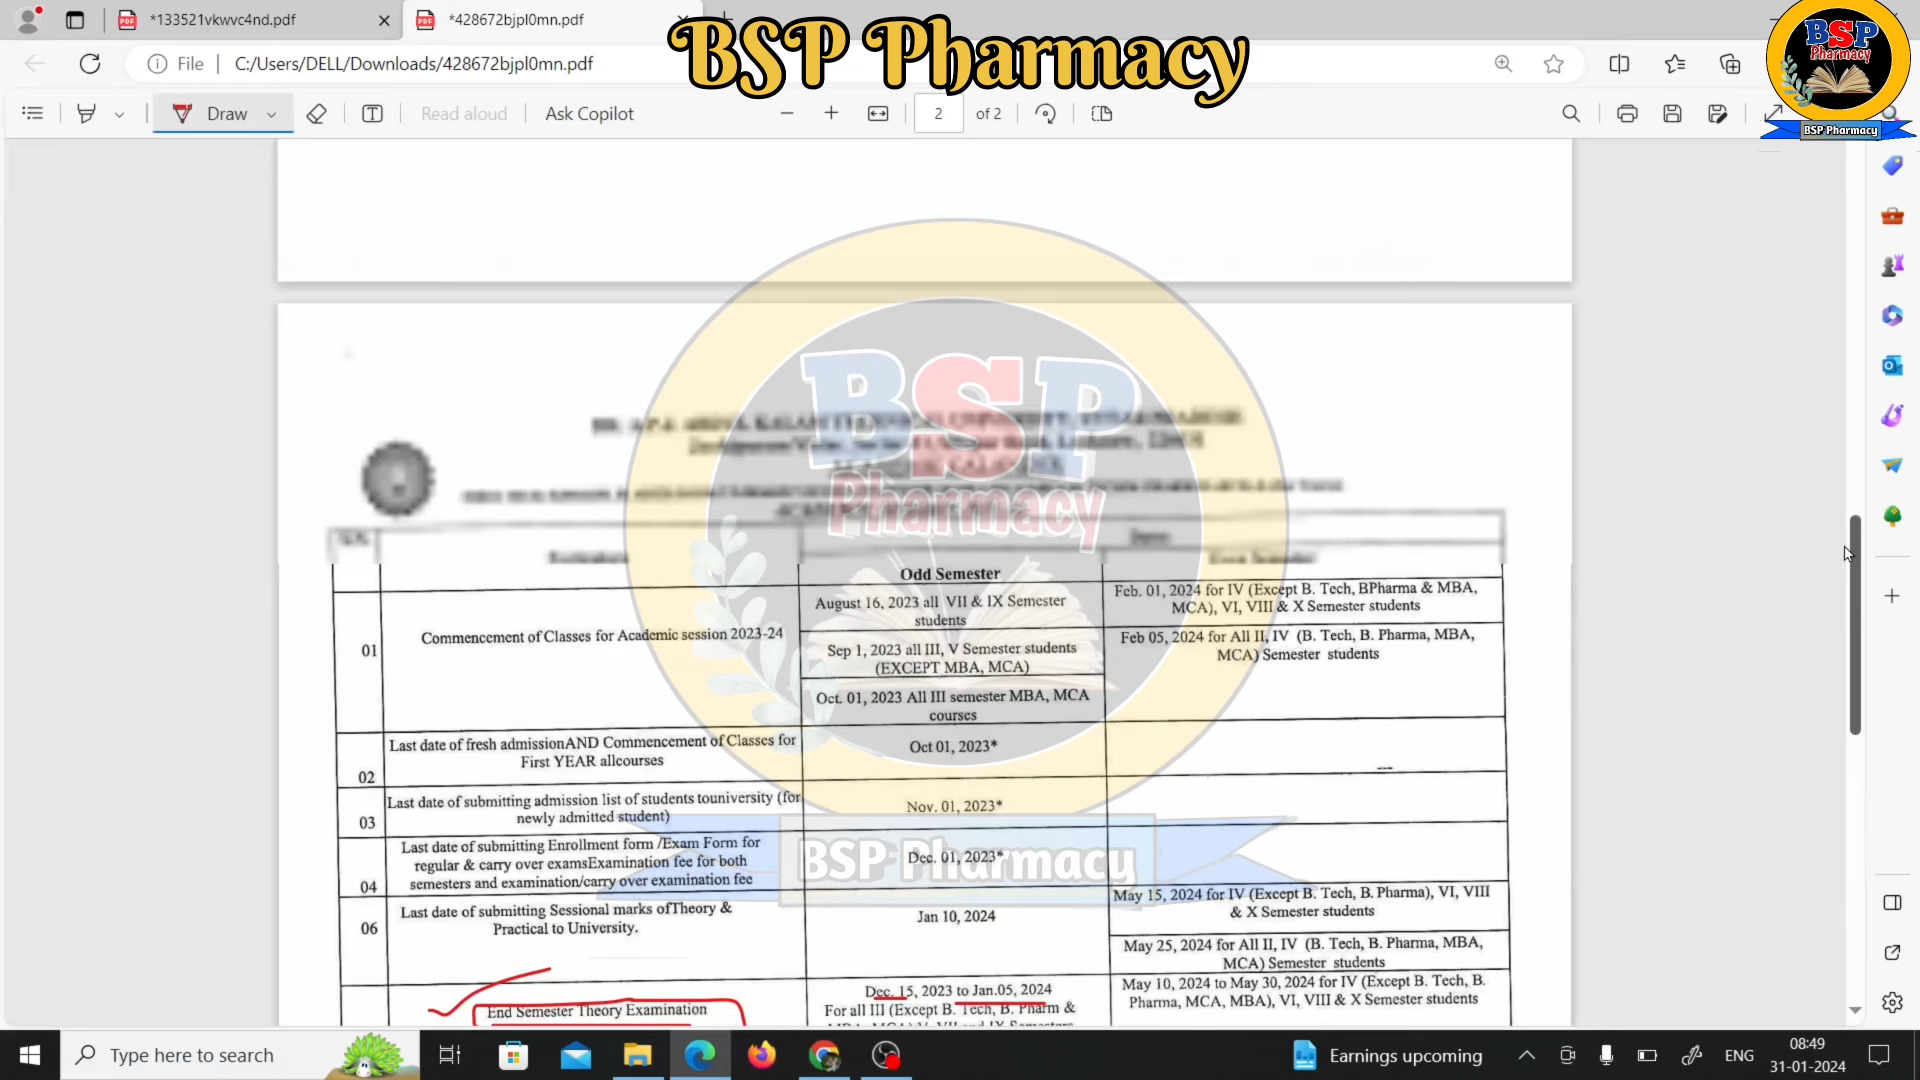 *133521vkwvc4nd.pdf
*428672bjpl0mn.pdf
BSP Pharmacy
BSP
Pharmacy
BSP Pharmacy
File
C:/Users/DELL/Downloads/428672bjpl0mn.pdf
Draw
Read aloud
Ask Copilot
2 of 2
BSP
Pharmacy
BSP Pharmacy
Odd Semester
01
Commencement of Classes for Academic session 2023-24
August 16, 2023 all VII & IX Semester
students
Sep 1, 2023 all III, V Semester students
(EXCEPT MBA, MCA)
Oct. 01, 2023 All III semester MBA, MCA
courses
Feb. 01, 2024 for IV (Except B. Tech, BPharma & MBA,
MCA), VI, VIII & X Semester students
Feb 05, 2024 for All II, IV (B. Tech, B. Pharma, MBA,
MCA) Semester students
02
Last date of fresh admissionAND Commencement of Classes for
First YEAR allcourses
Oct 01, 2023*
---
03
Last date of submitting admission list of students touniversity (for
newly admitted student)
Nov. 01, 2023*
04
Last date of submitting Enrollment form /Exam Form for
regular & carry over examsExamination fee for both
semesters and examination/carry over examination fee
Dec. 01, 2023*
06
Last date of submitting Sessional marks ofTheory &
Practical to University.
Jan 10, 2024
May 15, 2024 for IV (Except B. Tech, B. Pharma), VI, VIII
& X Semester students
May 25, 2024 for All II, IV (B. Tech, B. Pharma, MBA,
MCA) Semester students
End Semester Theory Examination
Dec. 15, 2023 to Jan.05, 2024
For all III (Except B. Tech, B. Pharm &
May 10, 2024 to May 30, 2024 for IV (Except B. Tech, B.
Pharma, MCA, MBA), VI, VIII & X Semester students
Type here to search
Earnings upcoming
ENG
08:49
31-01-2024